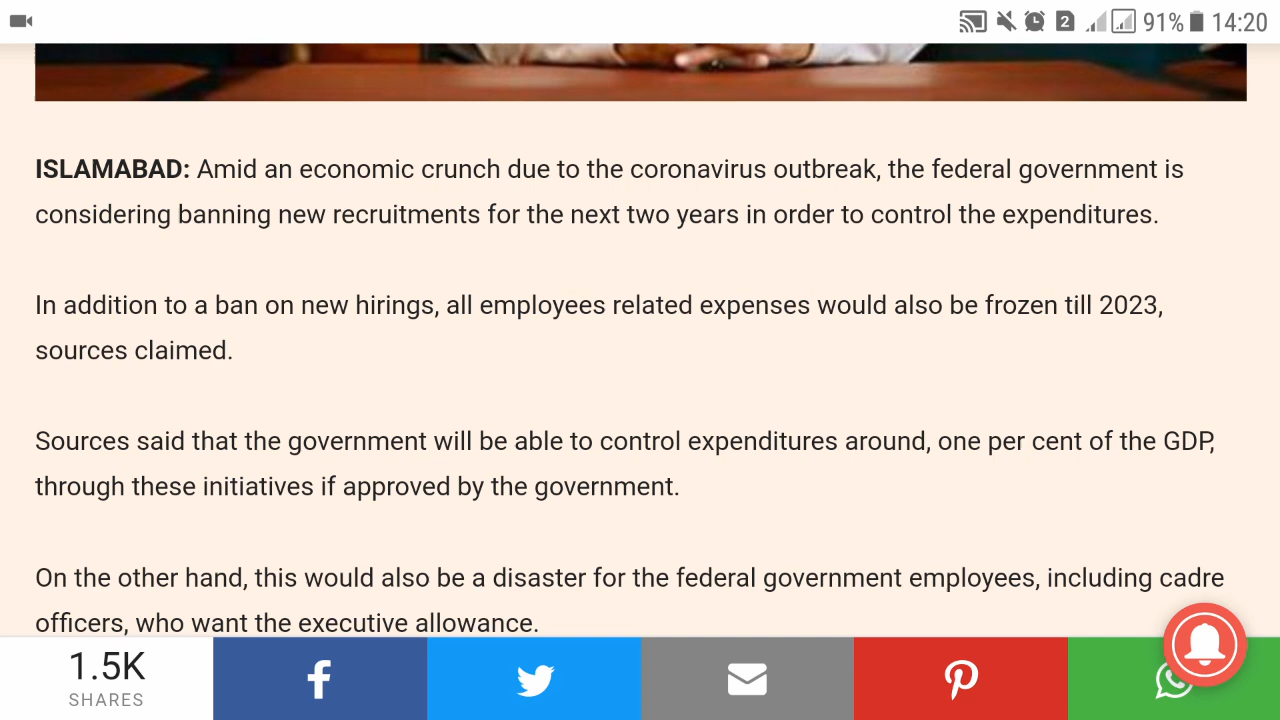 2 91% 14:20
ISLAMABAD: Amid an economic crunch due to the coronavirus outbreak, the federal government is
considering banning new recruitments for the next two years in order to control the expenditures.
In addition to a ban on new hirings, all employees related expenses would also be frozen till 2023,
sources claimed.
Sources said that the government will be able to control expenditures around, one per cent of the GDP,
through these initiatives if approved by the government.
On the other hand, this would also be a disaster for the federal government employees, including cadre
officers, who want the executive allowance.
1.5K
SHARES